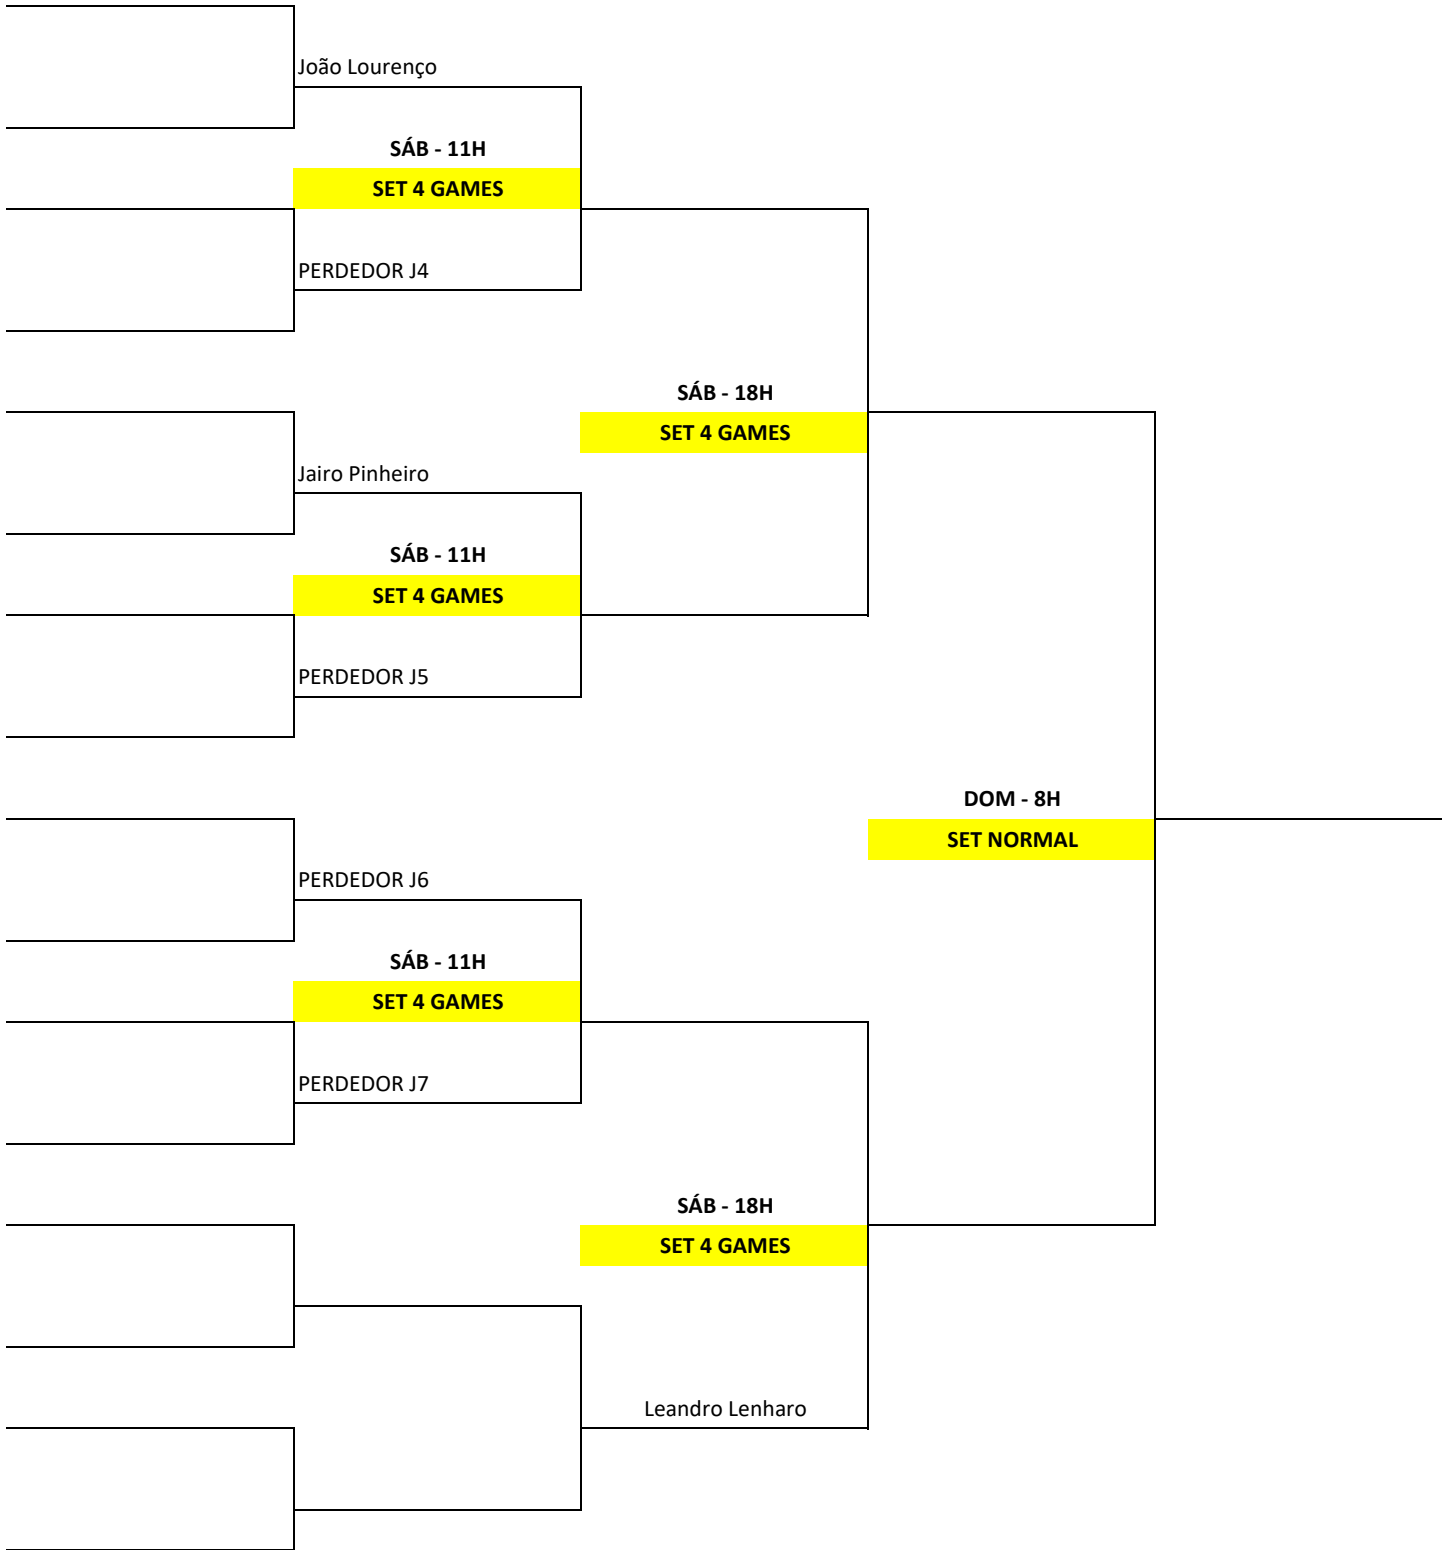 João Lourenço
SÁB - 11H
SET 4 GAMES
PERDEDOR J4
SÁB - 18H
SET 4 GAMES
Jairo Pinheiro
SÁB - 11H
SET 4 GAMES
PERDEDOR J5
DOM - 8H
SET NORMAL
PERDEDOR J6
SÁB - 11H
SET 4 GAMES
PERDEDOR J7
SÁB - 18H
SET 4 GAMES
Leandro Lenharo